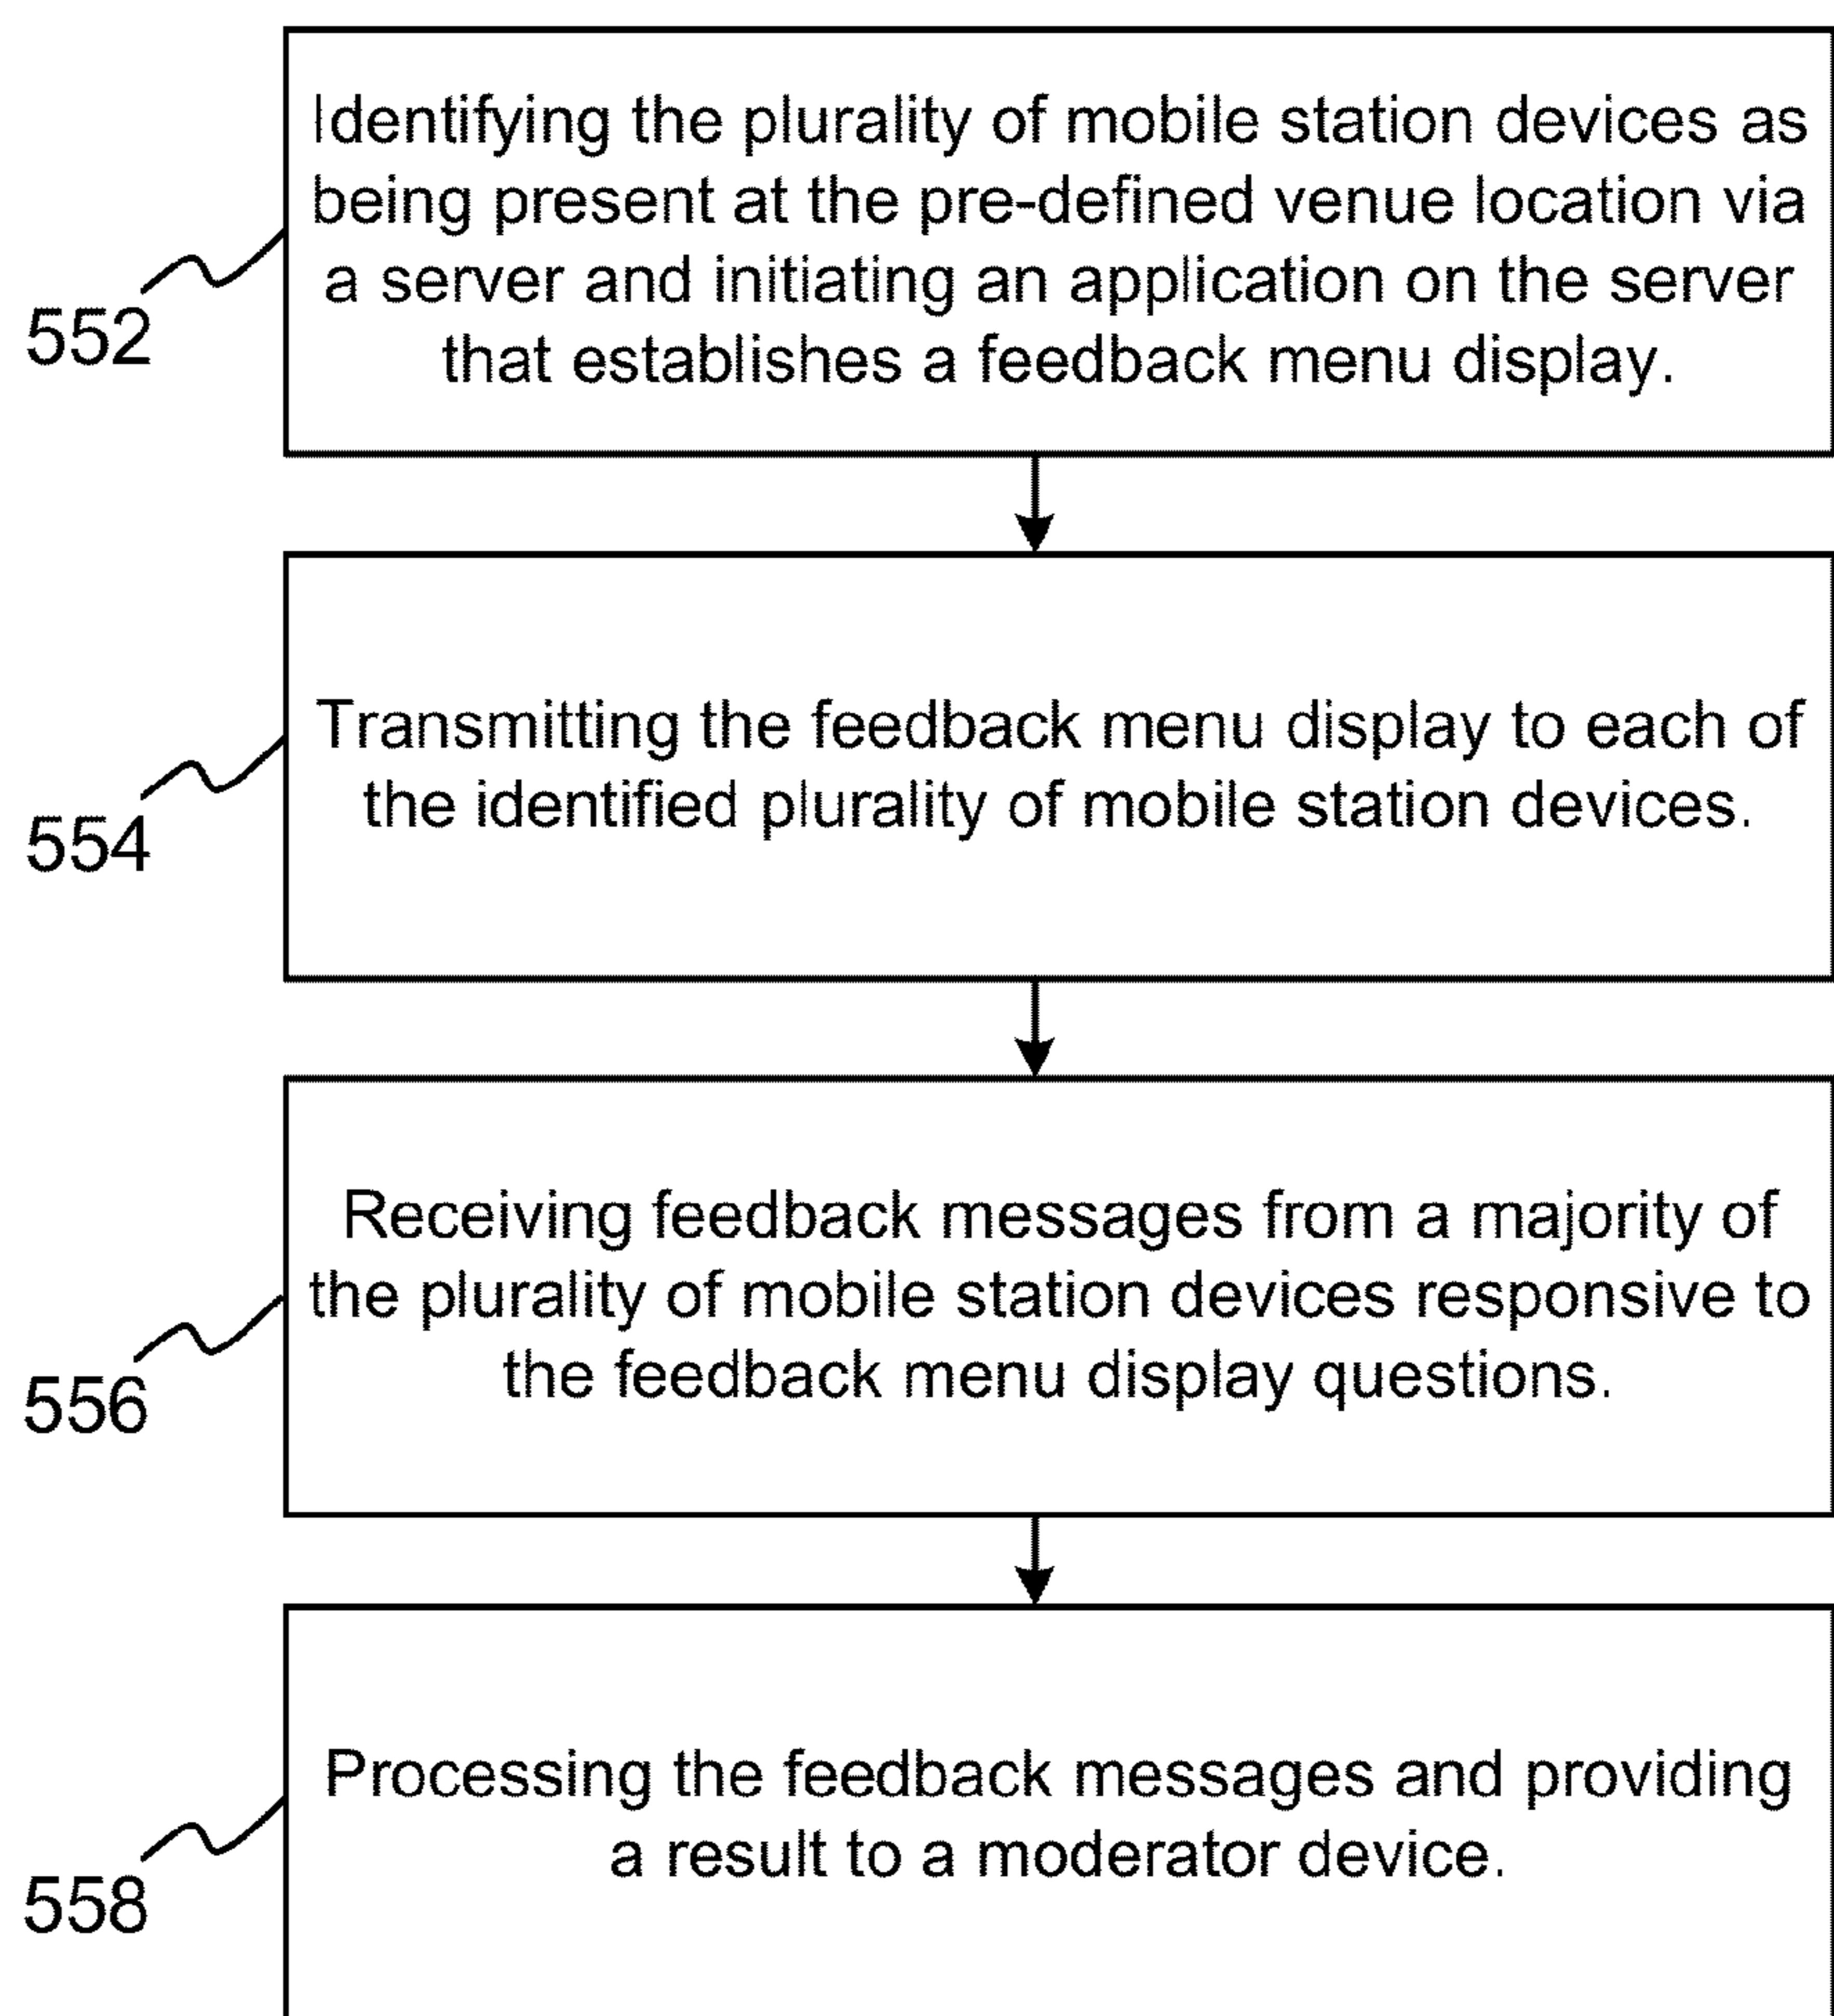 Identifying the plurality of mobile station devices as
being present at the pre-defined venue location via
a server and initiating an application on the server
that establishes a feedback menu display.
552
Transmitting the feedback menu display to each of
the identified plurality of mobile station devices.
554
Receiving feedback messages from a majority of
the plurality of mobile station devices responsive to
the feedback menu display questions.
556
Processing the feedback messages and providing
a result to a moderator device.
558